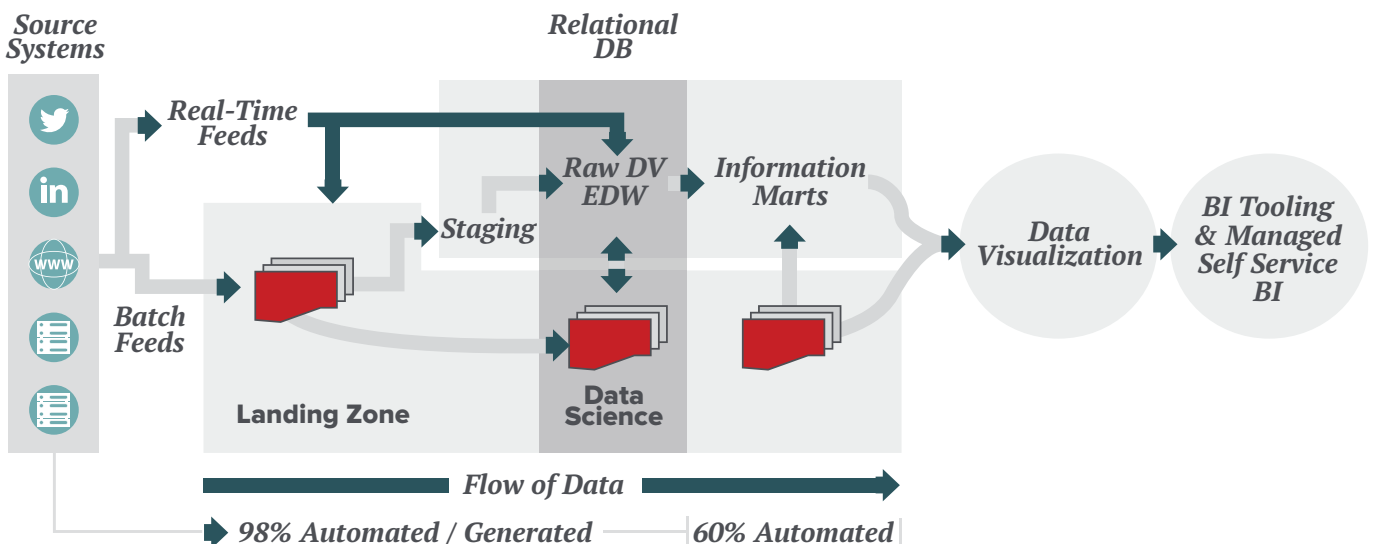 Source
Systems
Relational
DB
Real-Time
Feeds
Raw DV
EDW
Information
Marts
in
Staging
www
Data
Visualization
BI Tooling
& Managed
Self Service
BI
Batch
Feeds
Landing Zone
Data
Science
Flow of Data
98% Automated / Generated
60% Automated